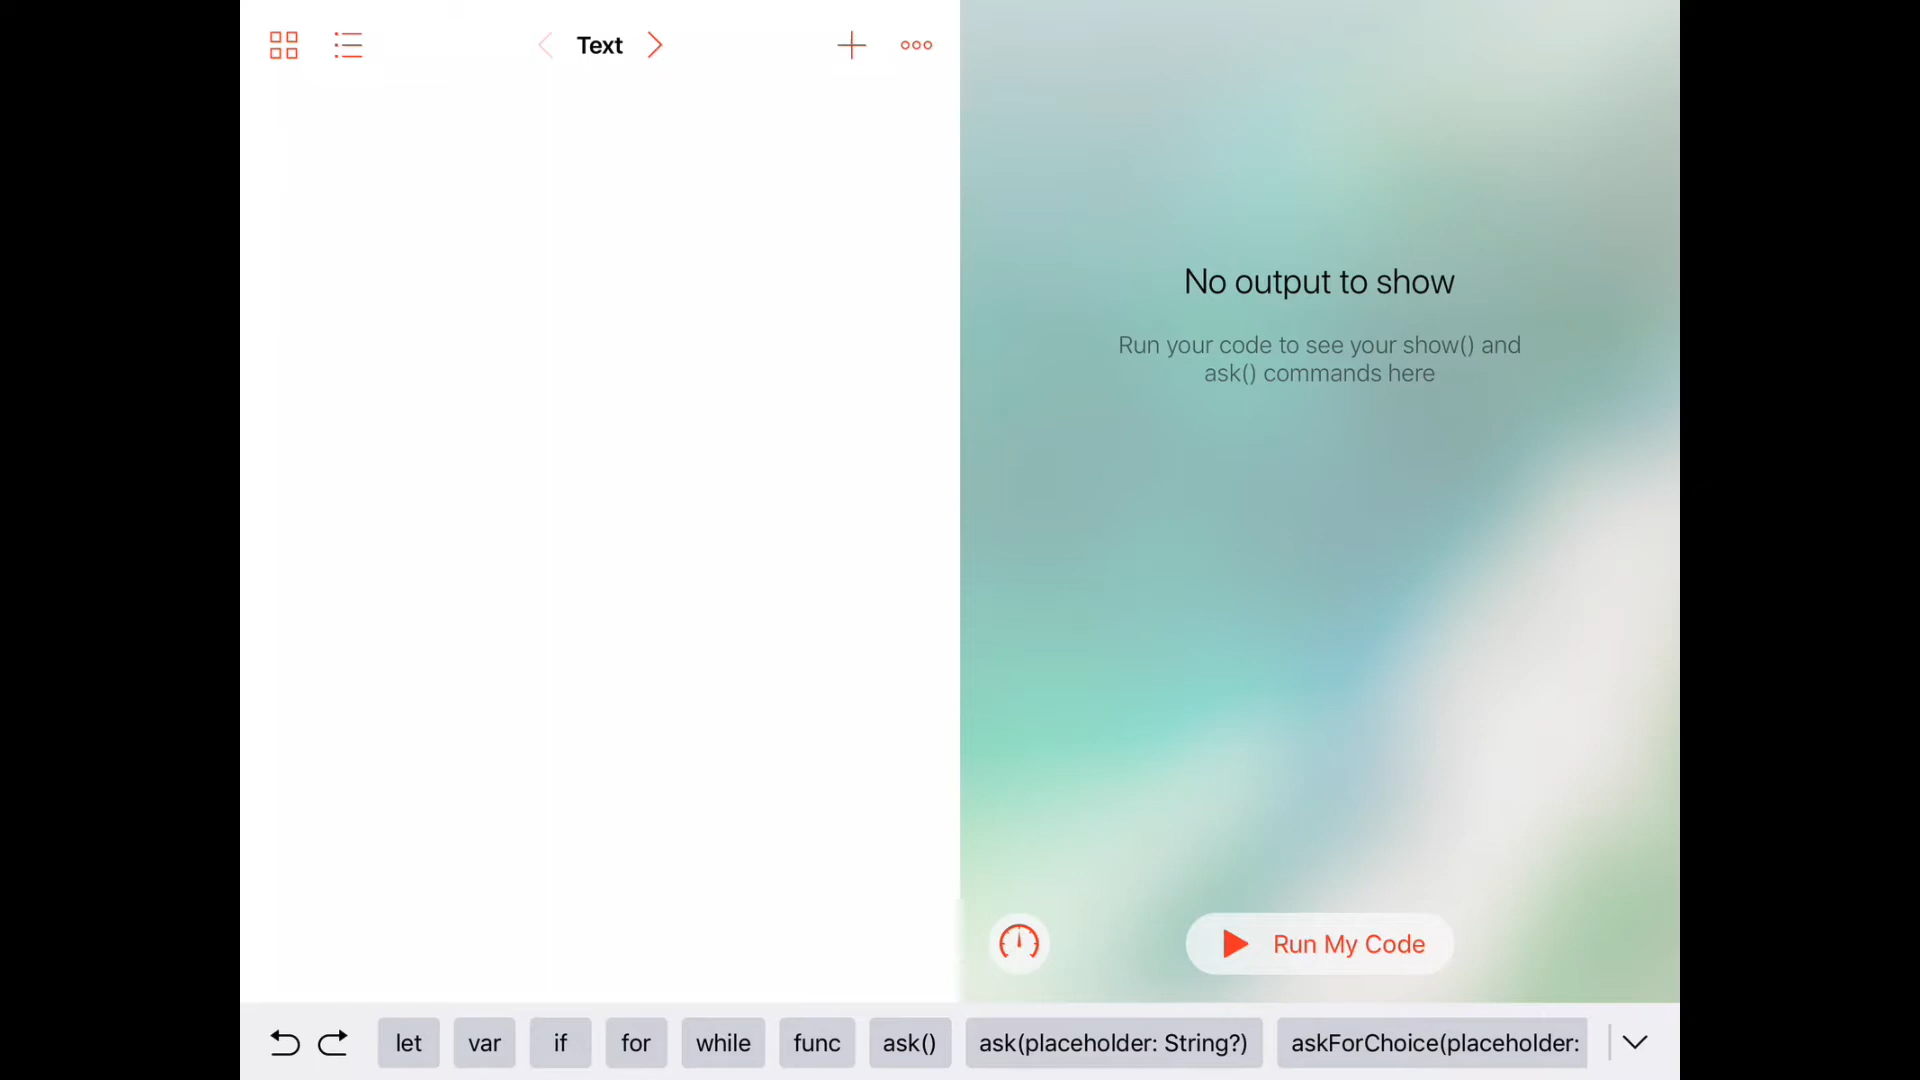 Text
No output to show
Run your code to see your show() and
ask() commands here
Run My Code
let var if for while func ask() ask(placeholder: String?) askForChoice(placeholder: